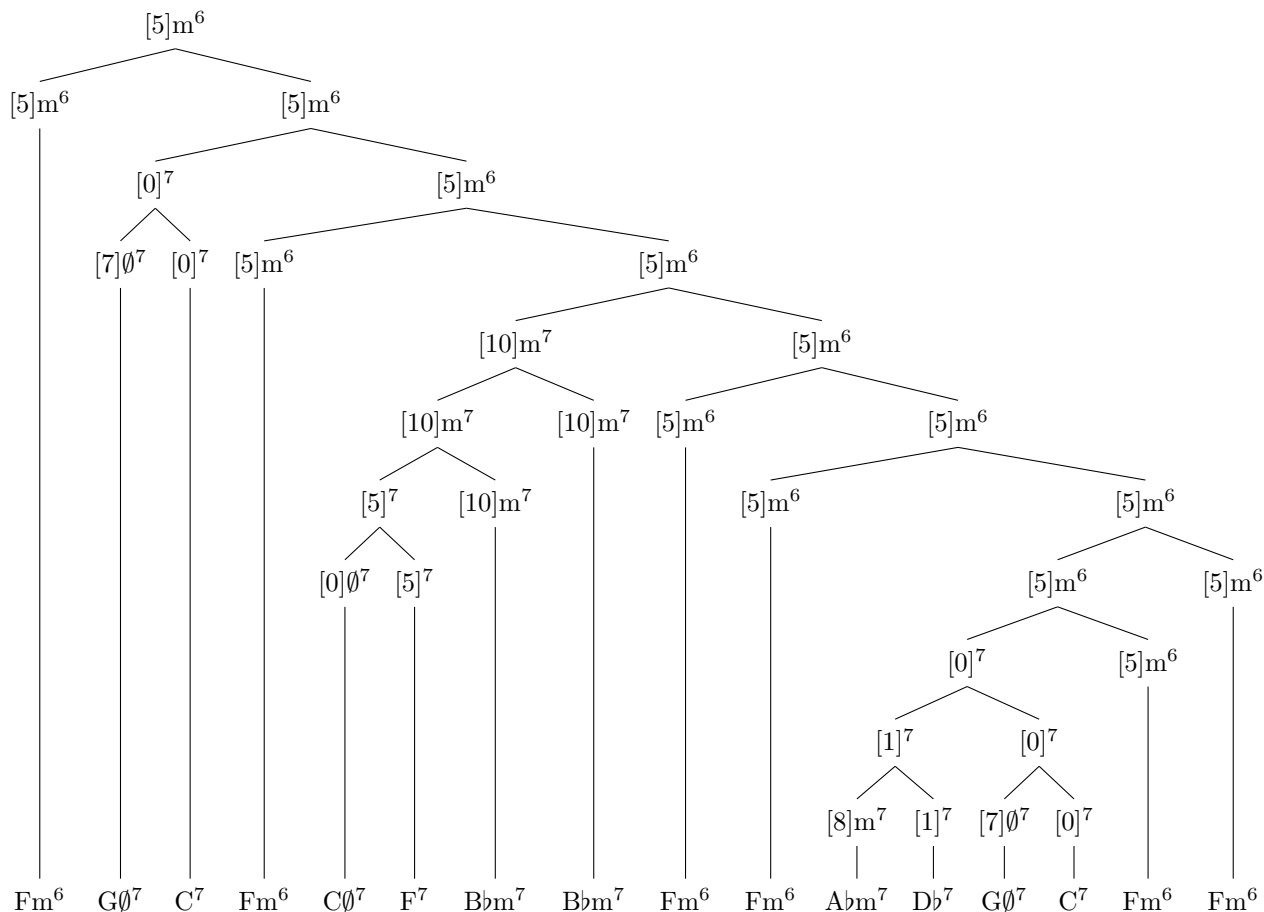 [5]m⁶
[5]m⁶ [5]m⁶
[0]⁷ [5]m⁶
[7]∅⁷ [0]⁷ [5]m⁶ [5]m⁶
[10]m⁷ [5]m⁶
[10]m⁷ [10]m⁷ [5]m⁶ [5]m⁶
[5]⁷ [10]m⁷ [5]m⁶ [5]m⁶
[0]∅⁷ [5]⁷ [5]m⁶ [5]m⁶
[0]⁷ [5]m⁶
[1]⁷ [0]⁷
[8]m⁷ [1]⁷ [7]∅⁷ [0]⁷
Fm⁶ G∅⁷ C⁷ Fm⁶ C∅⁷ F⁷ B♭m⁷ B♭m⁷ Fm⁶ Fm⁶ A♭m⁷ D♭⁷ G∅⁷ C⁷ Fm⁶ Fm⁶